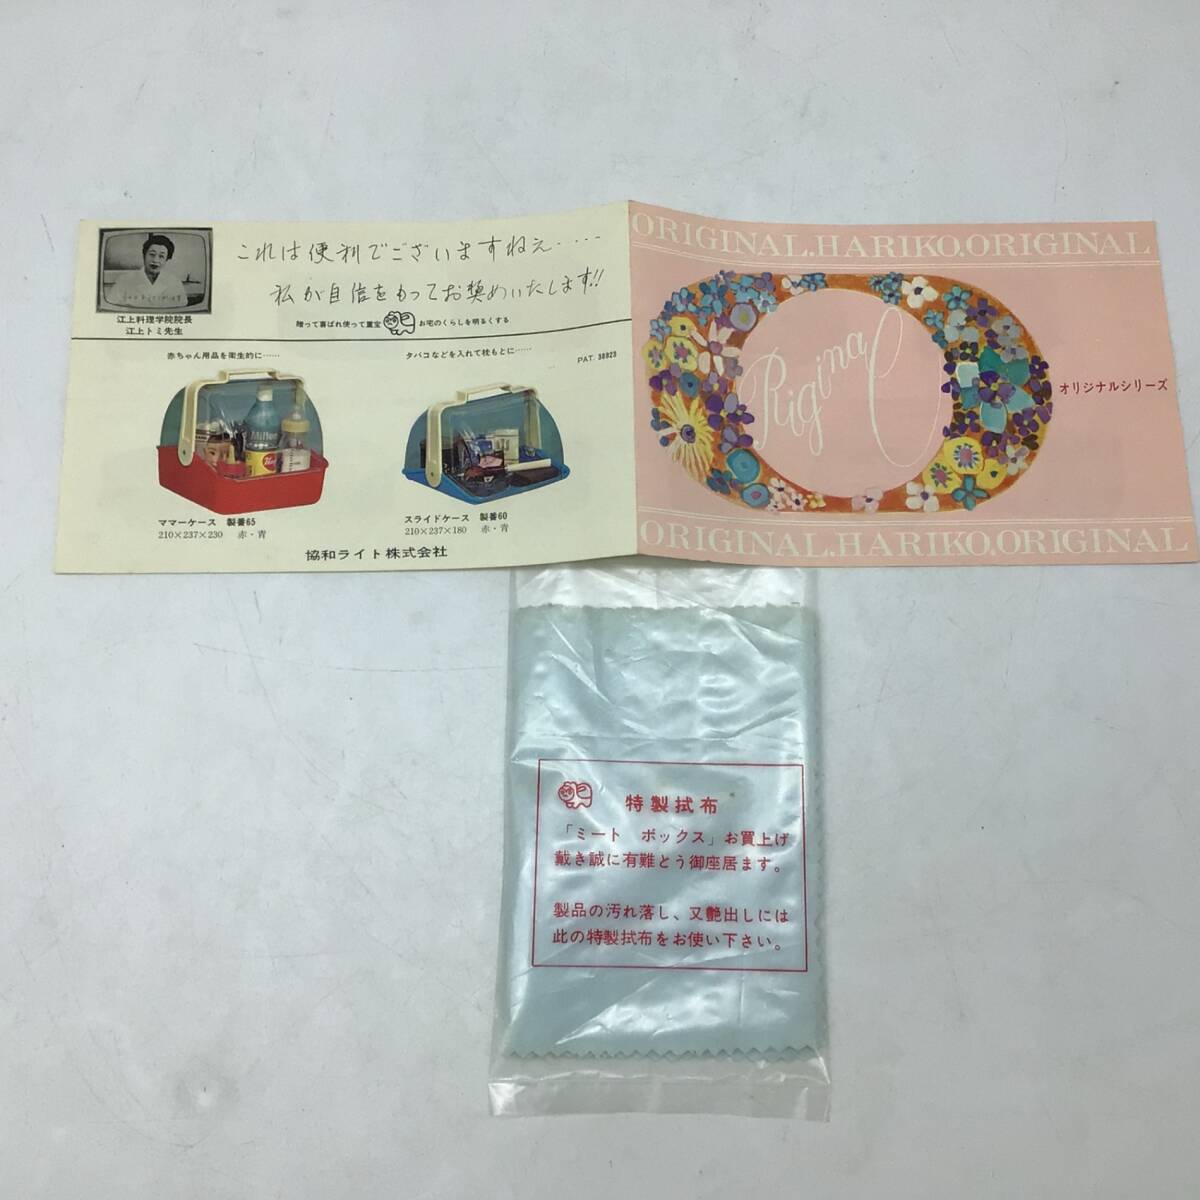 これは便利でございますねえ.....
私が自信をもってお奨めいたします!!
江上料理学院院長
江上トミ先生
贈って喜ばれ使って重宝
お宅のくらしを明るくする
赤ちゃん用品を衛生的に……
タバコなどを入れて枕もとに……
PAT. 38823
ママーケース 製番65
210×237×230 赤・青
スライドケース 製番60
210×237×180 赤・青
協和ライト株式会社
ORIGINAL.HARIKO.ORIGINAL
Original
オリジナルシリーズ
ORIGINAL.HARIKO.ORIGINAL
特製拭布
「ミート ボックス」お買上げ
戴き誠に有難とう御座居ます。
製品の汚れ落し、又艶出しには
此の特製拭布をお使い下さい。